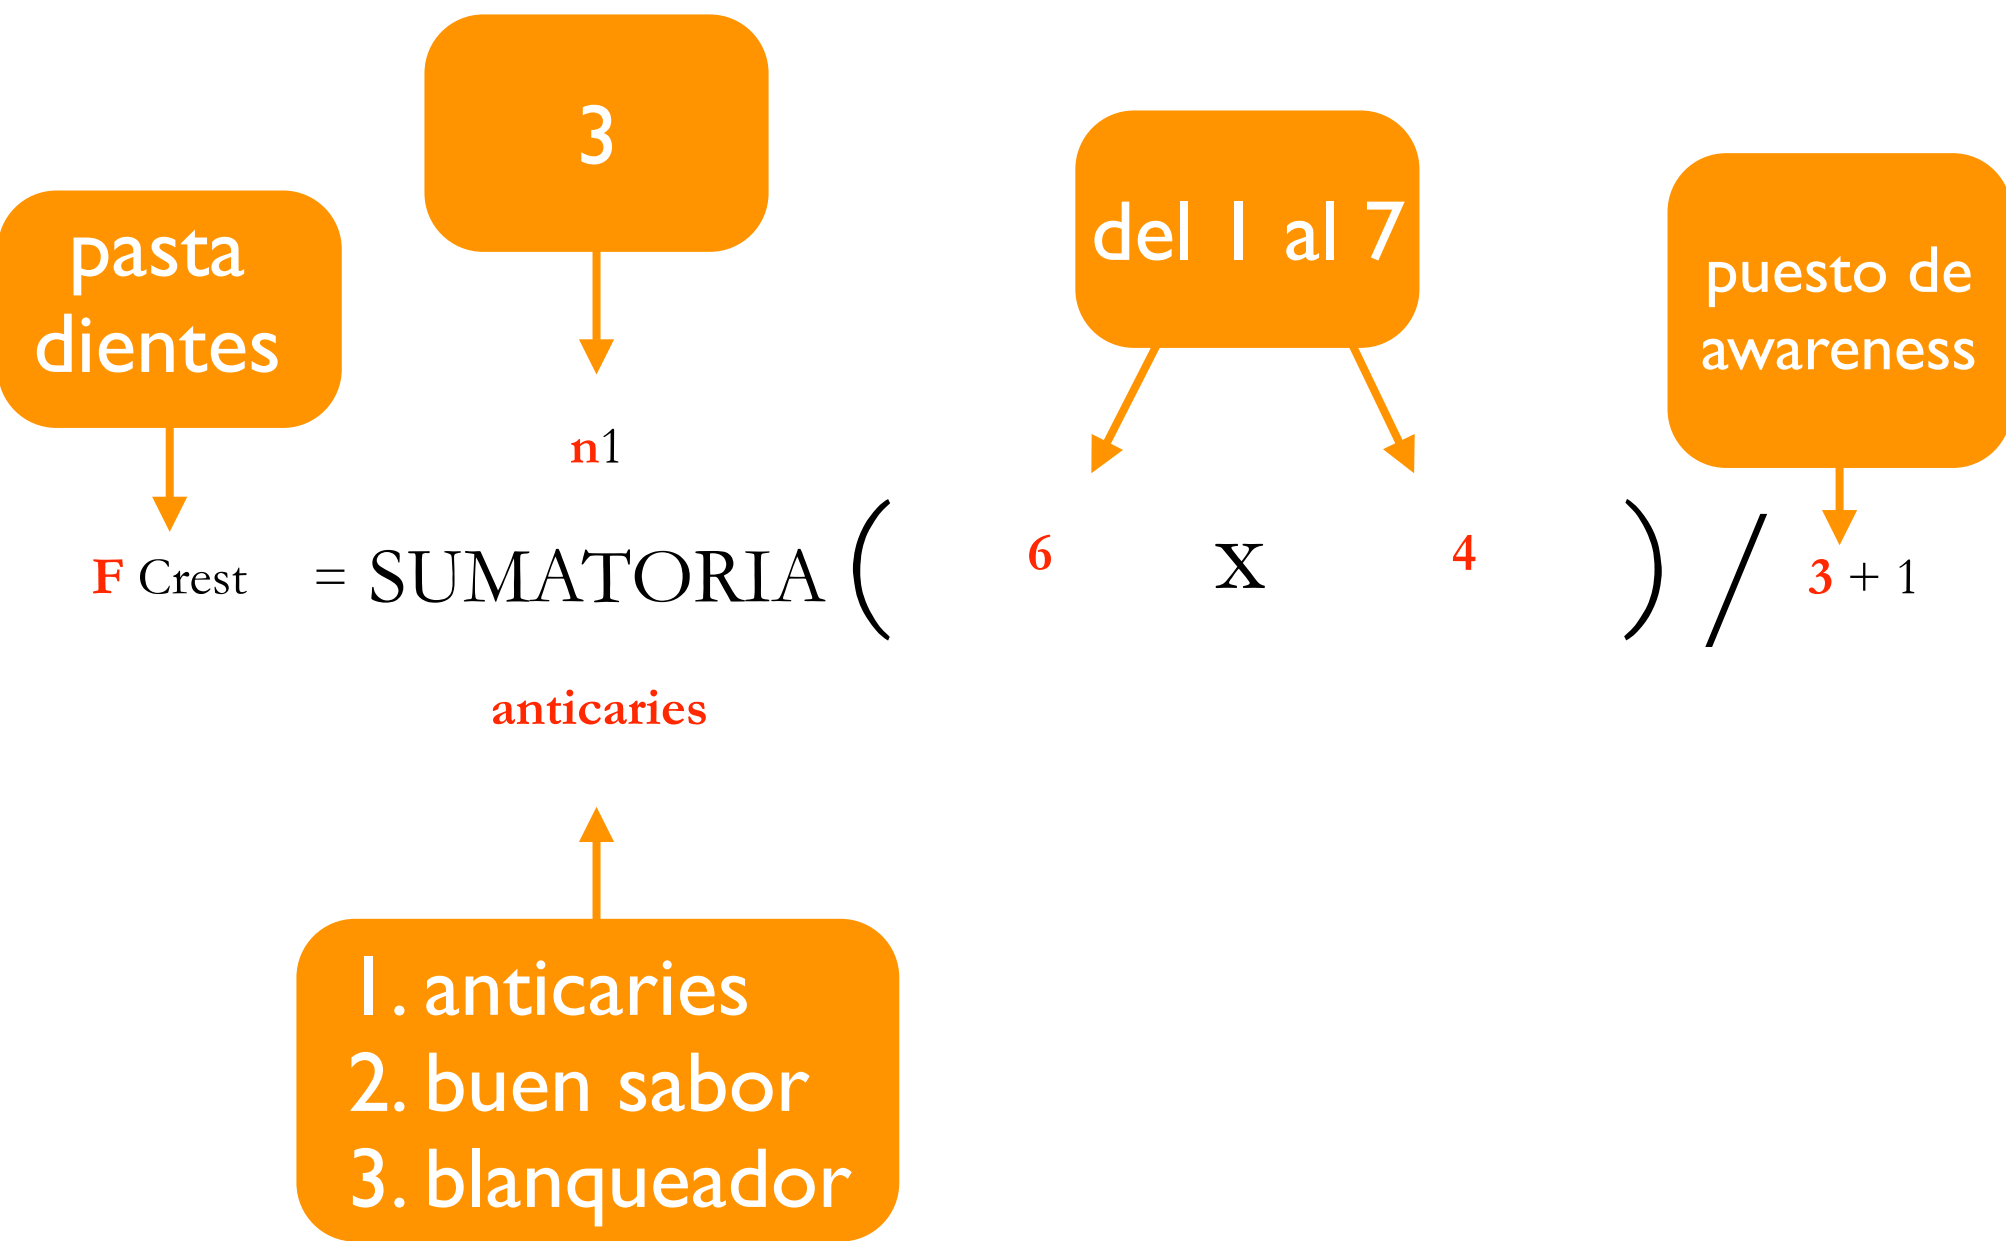 3
del 1 al 7
pasta
dientes
puesto de
awareness
n1
F Crest = SUMATORIA ( 6 x 4 ) / 3 + 1
anticaries
1. anticaries
2. buen sabor
3. blanqueador